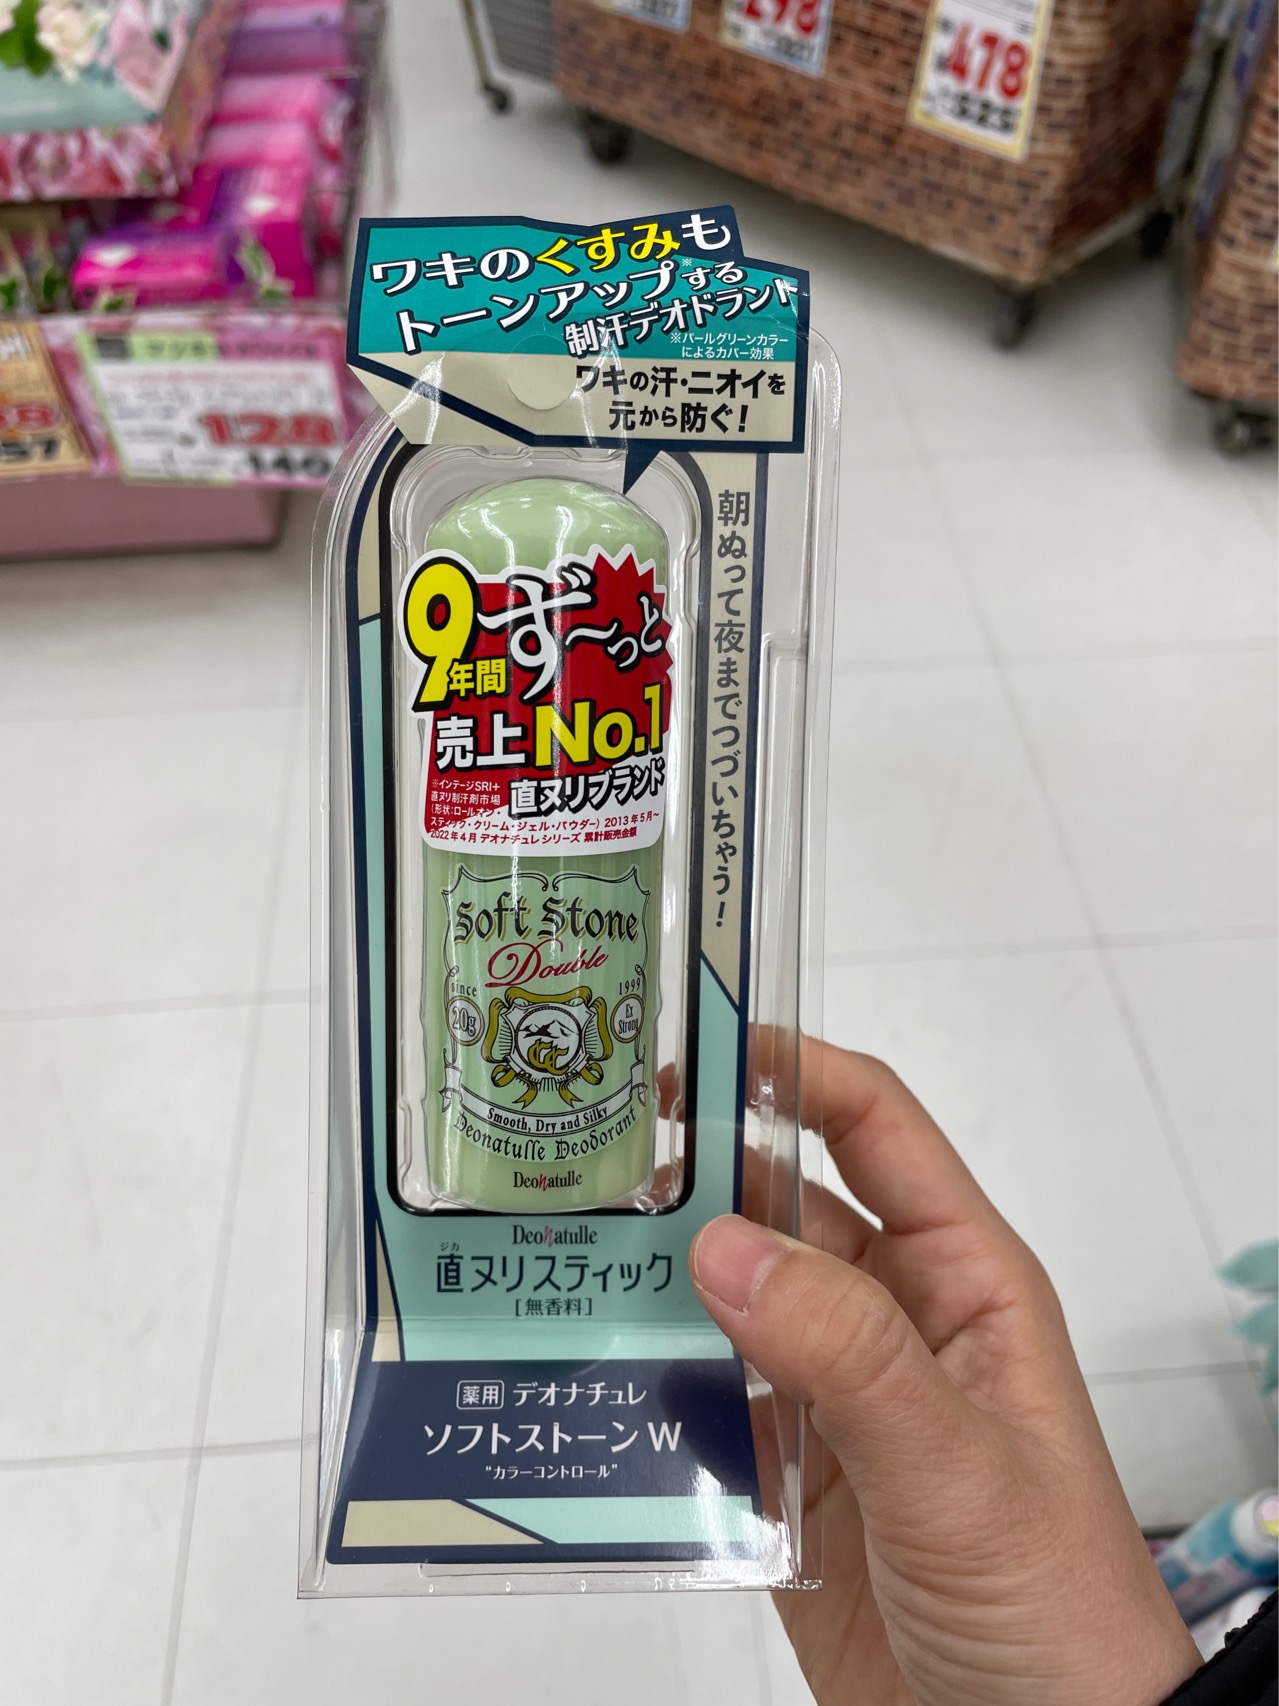 478
ワキのくすみも
トーンアップ※する
制汗デオドラント
※パールグリーンカラー
によるカバー効果
ワキの汗・ニオイを
元から防ぐ!
朝ぬって夜までつづいちゃう!
9年間
ず〜っと
売上No.1
直ヌリブランド
※インテージSRI+
直ヌリ制汗剤市場
(形状:ロールオン・
スティック・クリーム・ジェル・パウダー)2013年5月〜
2022年4月 デオナチュレシリーズ 累計販売金額
Soft Stone
Double
since 1999
20g
Ex Strong
Smooth, Dry and Silky
Deonatulle Deodorant
Deonatulle
Deonatulle
ジカ
直ヌリスティック
[無香料]
薬用 デオナチュレ
ソフトストーンW
"カラーコントロール"
128